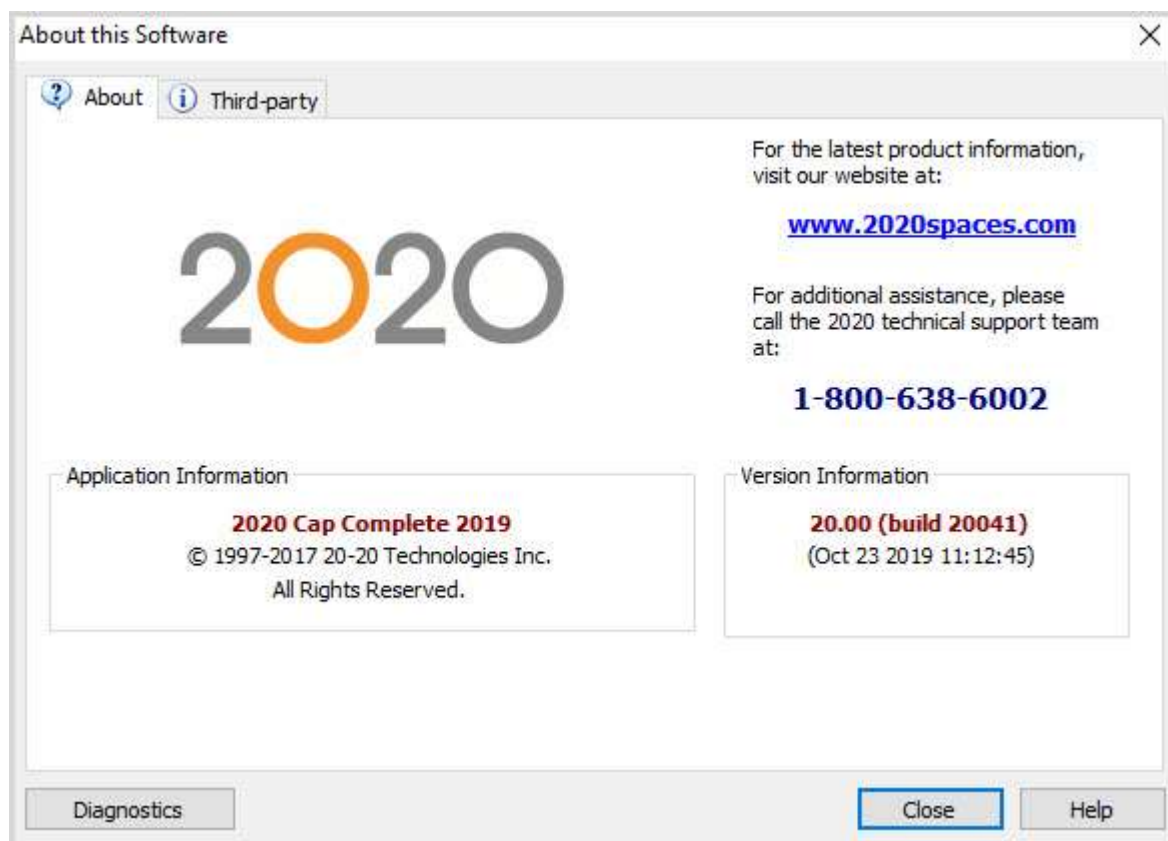 About this Software
About
Third-party
For the latest product information,
visit our website at:
www.2020spaces.com
2020
For additional assistance, please
call the 2020 technical support team
at:
1-800-638-6002
Application Information
2020 Cap Complete 2019
© 1997-2017 20-20 Technologies Inc.
All Rights Reserved.
Version Information
20.00 (build 20041)
(Oct 23 2019 11:12:45)
Diagnostics
Close
Help